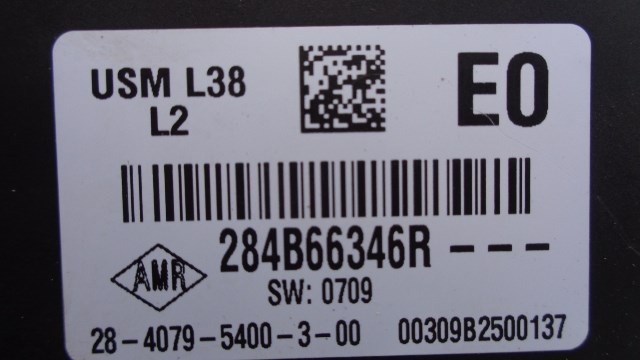 USM L38
L2
E0
284B66346R---
AMR
SW: 0709
28-4079-5400-3-00 00309B2500137